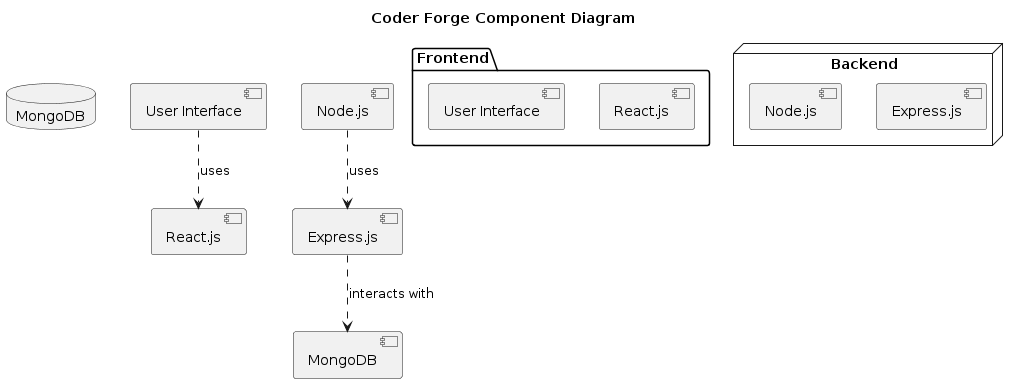 Coder Forge Component Diagram
Frontend
Backend
MongoDB
User Interface
Node.js
User Interface
React.js
Node.js
Express.js
uses
uses
React.js
Express.js
interacts with
MongoDB